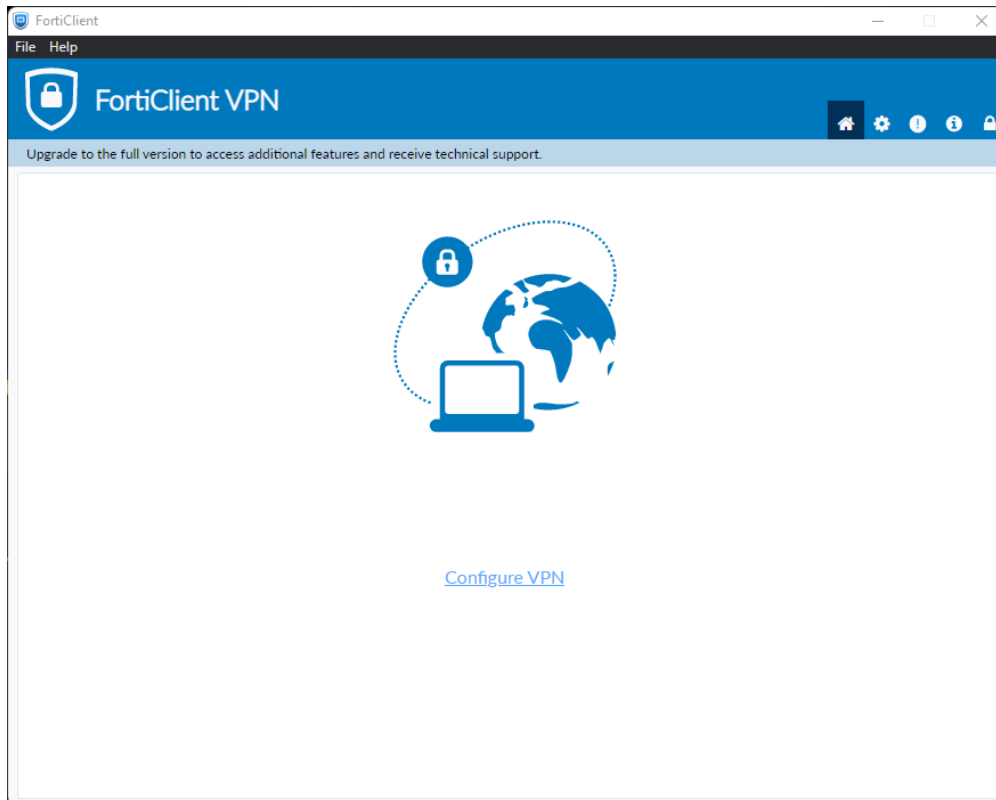 FortiClient
File Help
FortiClient VPN
Upgrade to the full version to access additional features and receive technical support.
Configure VPN